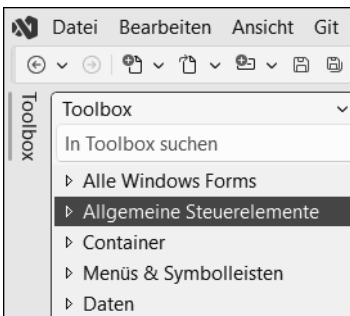 Datei Bearbeiten Ansicht Git
Toolbox
Toolbox
In Toolbox suchen
Alle Windows Forms
Allgemeine Steuerelemente
Container
Menüs & Symbolleisten
Daten